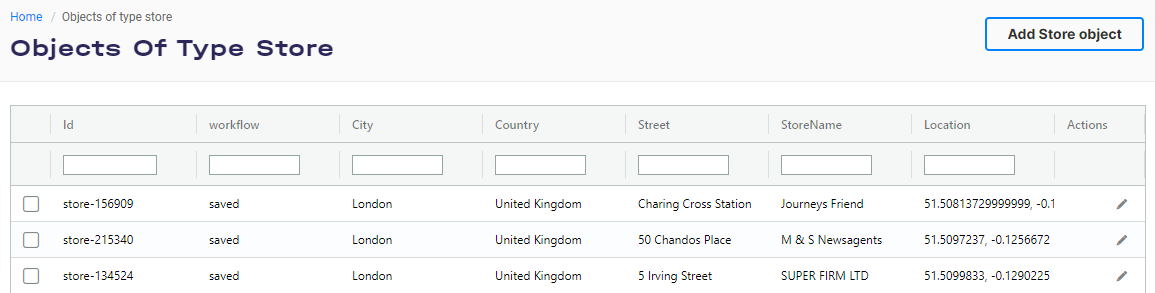 Home / Objects of type store
Objects Of Type Store
Add Store object
Id workflow City Country Street StoreName Location Actions
store-156909 saved London United Kingdom Charing Cross Station Journeys Friend 51.50813729999999, -0.1
store-215340 saved London United Kingdom 50 Chandos Place M & S Newsagents 51.5097237, -0.1256672
store-134524 saved London United Kingdom 5 Irving Street SUPER FIRM LTD 51.5099833, -0.1290225